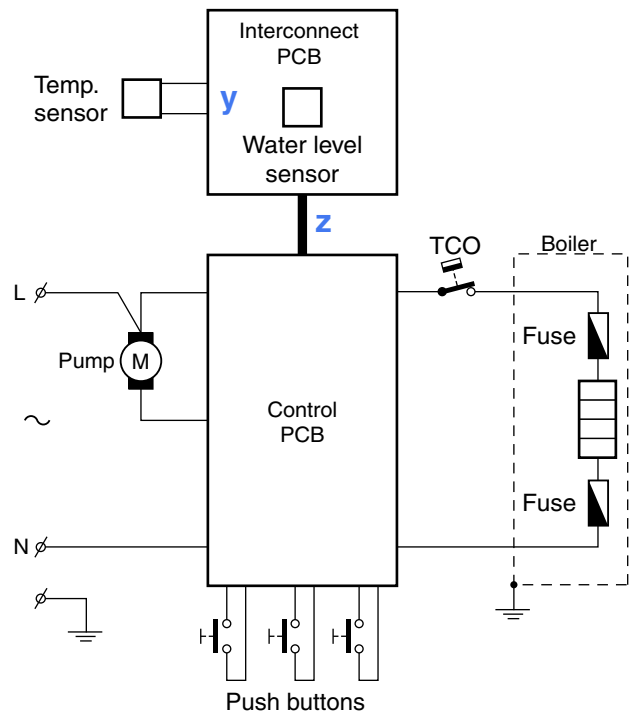 Interconnect
PCB
Temp.
sensor
y
Water level
sensor
z
TCO
Boiler
L
Fuse
Pump
M
Control
PCB
Fuse
N
Push buttons